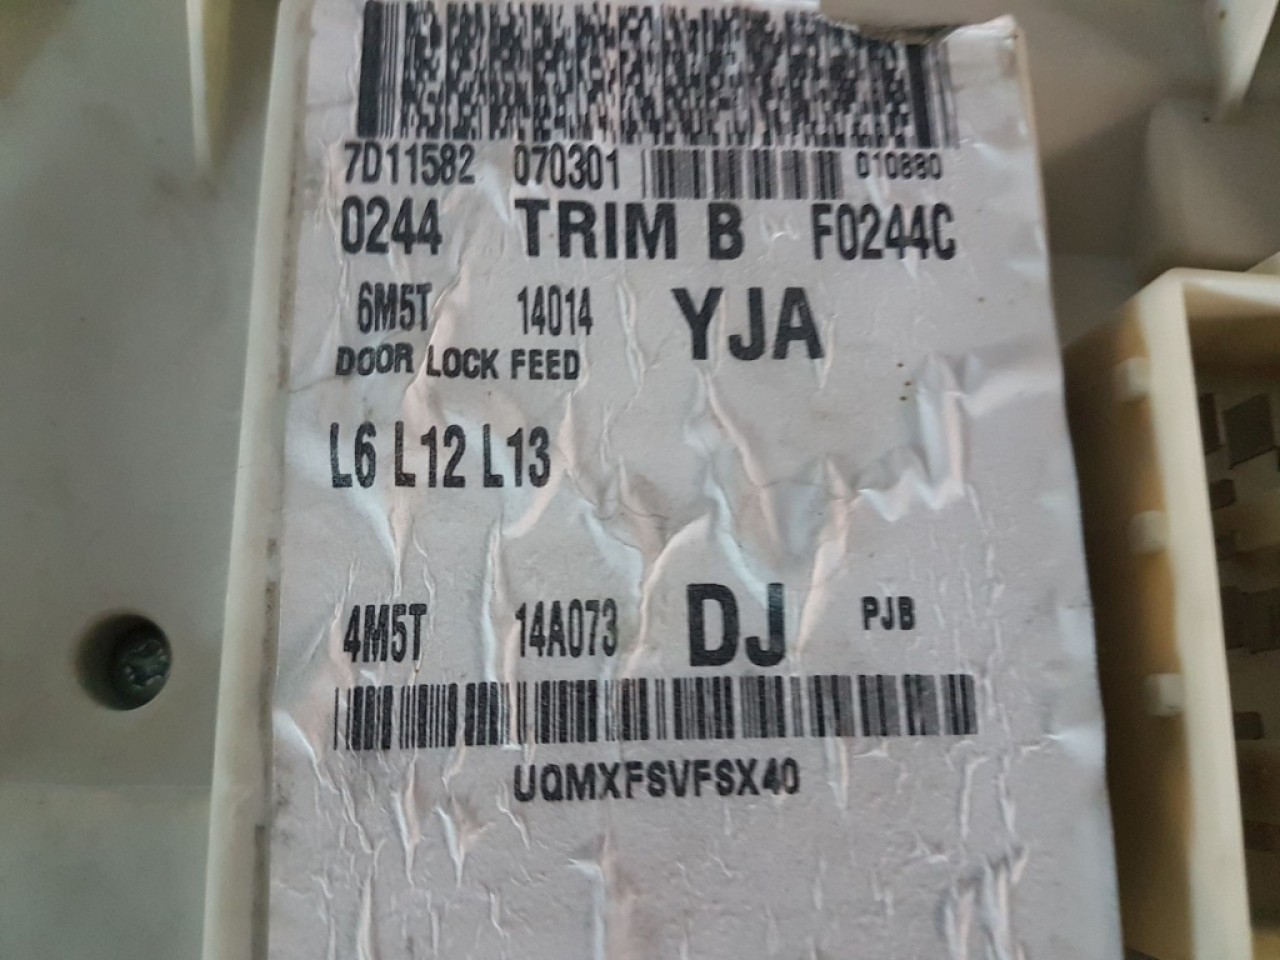 7D11582 070301 010880
0244 TRIM B F0244C
6M5T 14014 YJA
DOOR LOCK FEED
L6 L12 L13
4M5T 14A073 DJ PJB
UQMXFSVFSX40